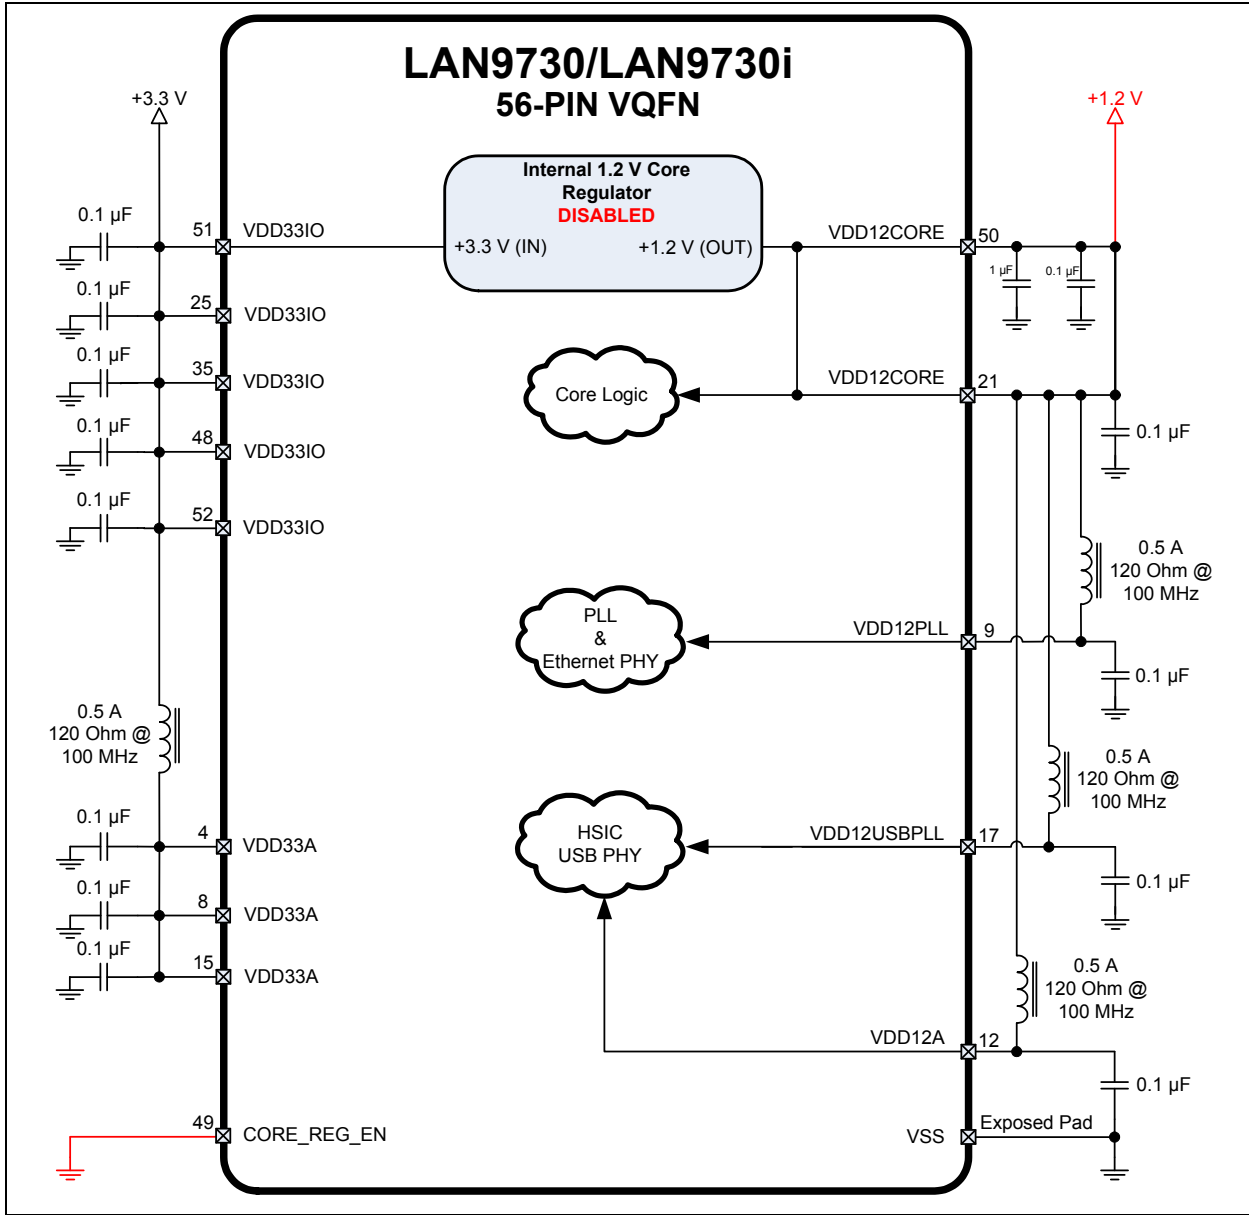 LAN9730/LAN9730i
56-PIN VQFN
+3.3 V
+1.2 V
Internal 1.2 V Core
Regulator
DISABLED
+3.3 V (IN)
+1.2 V (OUT)
0.1 µF
51
VDD33IO
VDD12CORE
50
1 µF
0.1 µF
0.1 µF
25
VDD33IO
0.1 µF
35
VDD33IO
Core Logic
VDD12CORE
21
0.1 µF
0.1 µF
48
VDD33IO
0.1 µF
52
VDD33IO
0.5 A
120 Ohm @
100 MHz
PLL
&
Ethernet PHY
VDD12PLL
9
0.1 µF
0.5 A
120 Ohm @
100 MHz
0.5 A
120 Ohm @
100 MHz
0.1 µF
4
VDD33A
HSIC
USB PHY
VDD12USBPLL
17
0.1 µF
0.1 µF
8
VDD33A
0.1 µF
15
VDD33A
0.5 A
120 Ohm @
100 MHz
VDD12A
12
0.1 µF
49
CORE_REG_EN
VSS
Exposed Pad